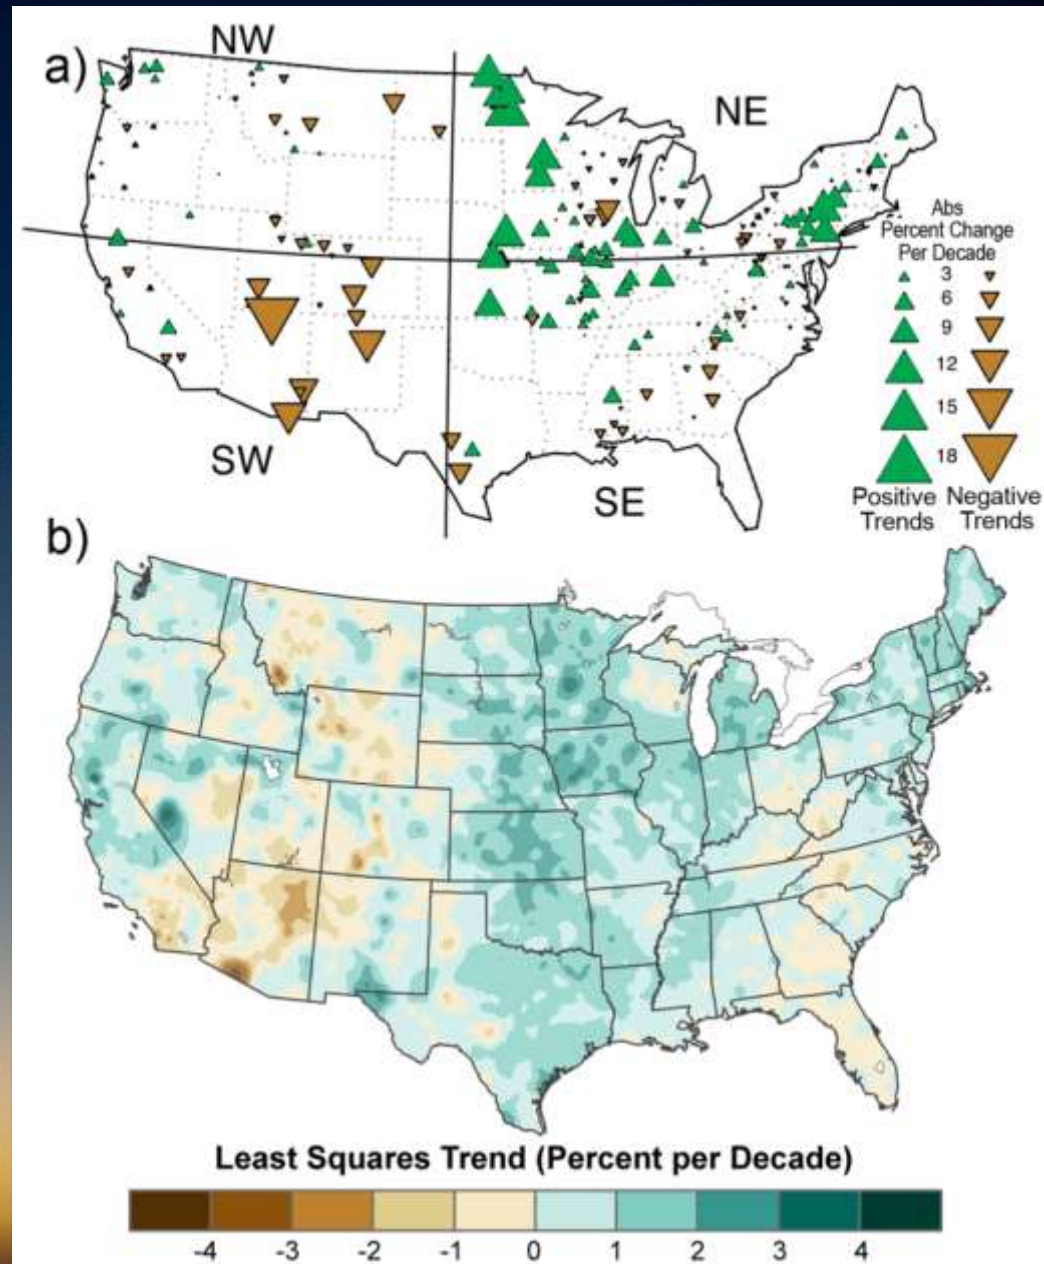 a)
NW
NE
SW
SE
Abs
Percent Change
Per Decade
3
6
9
12
15
18
Positive Negative
Trends Trends
b)
Least Squares Trend (Percent per Decade)
-4 -3 -2 -1 0 1 2 3 4